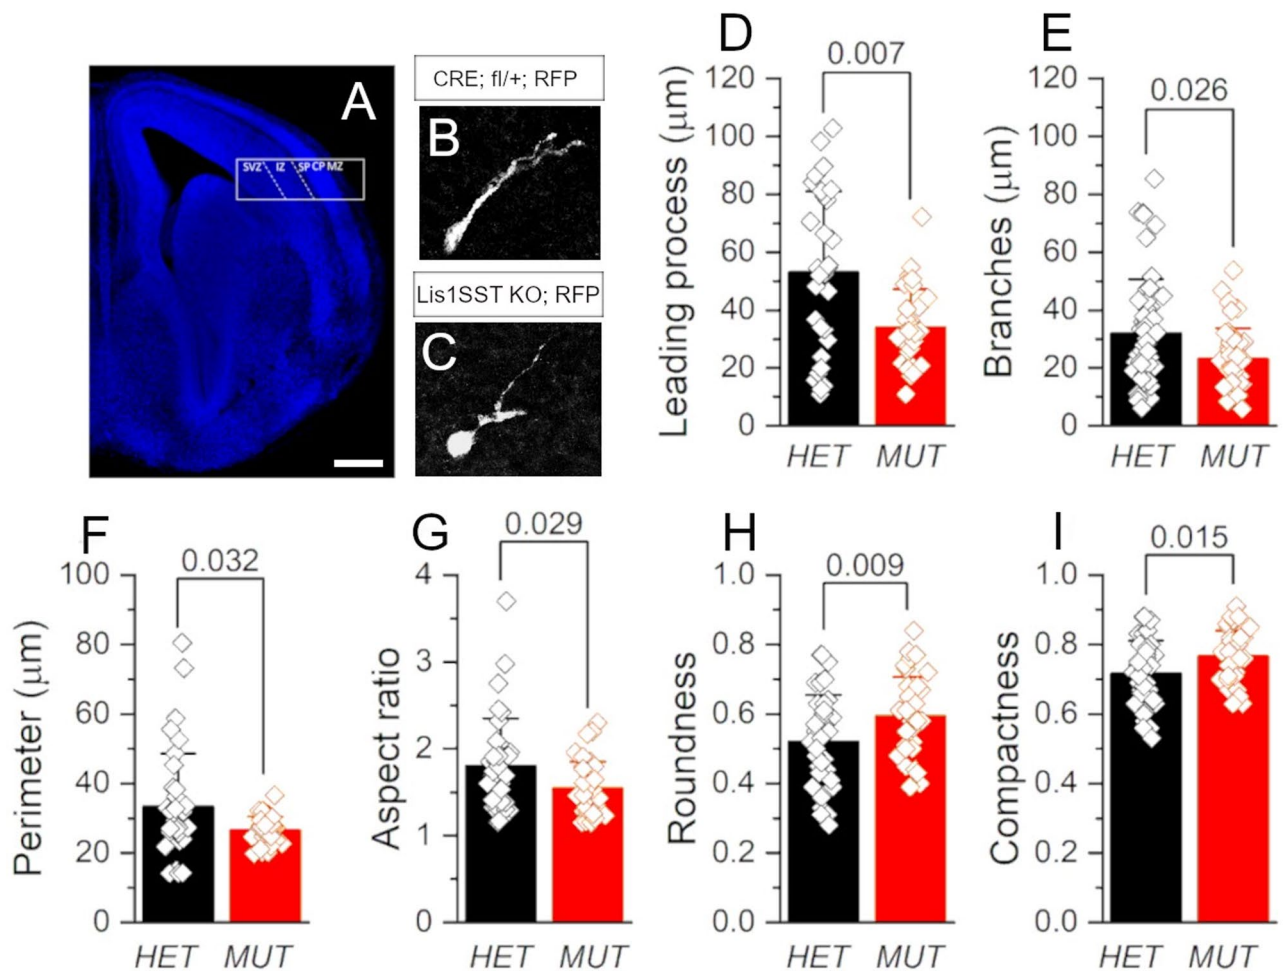 A
SVZ IZ SP CP MZ
CRE; fl/+; RFP
B
Lis1SST KO; RFP
C
D
0.007
Leading process (μm)
120
100
80
60
40
20
0
HET MUT
E
0.026
Branches (μm)
120
100
80
60
40
20
0
HET MUT
F
0.032
Perimeter (μm)
100
80
60
40
20
0
HET MUT
G
0.029
Aspect ratio
4
3
2
1
0
HET MUT
H
0.009
Roundness
1.0
0.8
0.6
0.4
0.2
0.0
HET MUT
I
0.015
Compactness
1.0
0.8
0.6
0.4
0.2
0.0
HET MUT